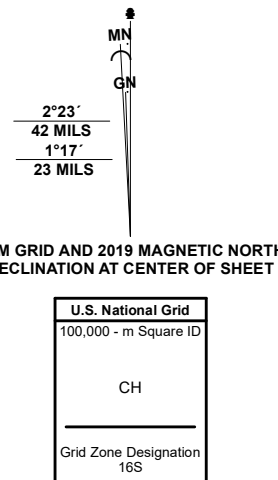 MN
GN
2°23´
42 MILS
1°17´
23 MILS
M GRID AND 2019 MAGNETIC NORTH
ECLINATION AT CENTER OF SHEET
U.S. National Grid
100,000 - m Square ID
CH
Grid Zone Designation
16S